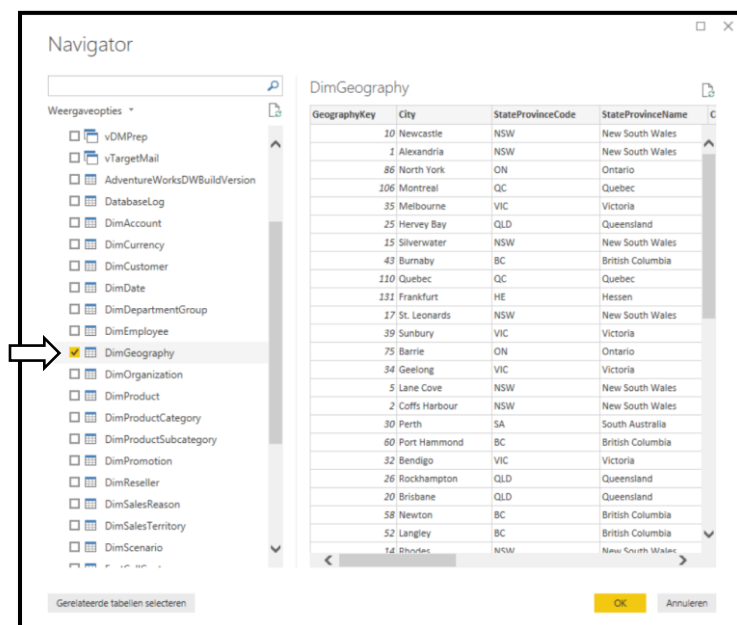 Navigator
Weergaveopties
vDMPrep
vTargetMail
AdventureWorksDWBuildVersion
DatabaseLog
DimAccount
DimCurrency
DimCustomer
DimDate
DimDepartmentGroup
DimEmployee
DimGeography
DimOrganization
DimProduct
DimProductCategory
DimProductSubcategory
DimPromotion
DimReseller
DimSalesReason
DimSalesTerritory
DimScenario
DimGeography
GeographyKey City StateProvinceCode StateProvinceName C
10 Newcastle NSW New South Wales
1 Alexandria NSW New South Wales
86 North York ON Ontario
106 Montreal QC Quebec
35 Melbourne VIC Victoria
25 Hervey Bay QLD Queensland
15 Silverwater NSW New South Wales
43 Burnaby BC British Columbia
110 Quebec QC Quebec
131 Frankfurt HE Hessen
17 St. Leonards NSW New South Wales
39 Sunbury VIC Victoria
75 Barrie ON Ontario
34 Geelong VIC Victoria
5 Lane Cove NSW New South Wales
2 Coffs Harbour NSW New South Wales
30 Perth SA South Australia
60 Port Hammond BC British Columbia
32 Bendigo VIC Victoria
26 Rockhampton QLD Queensland
20 Brisbane QLD Queensland
58 Newton BC British Columbia
52 Langley BC British Columbia
14 Rhodes NSW New South Wales
Gerelateerde tabellen selecteren
OK Annuleren